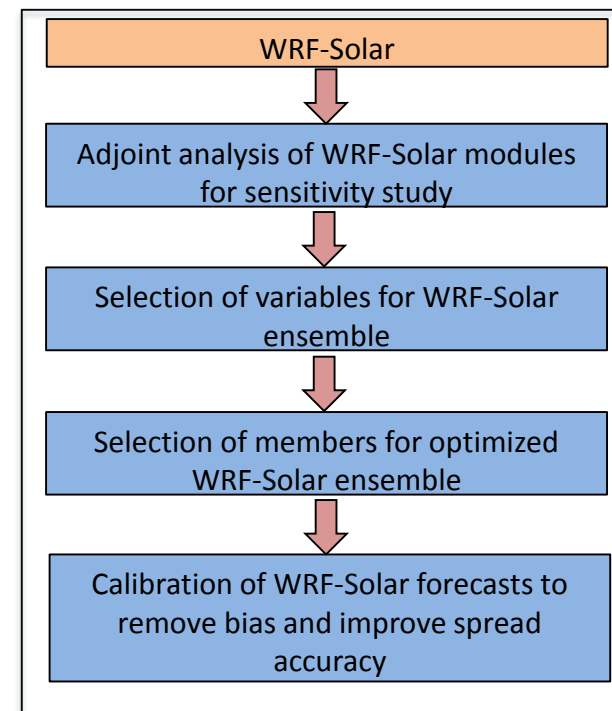 WRF-Solar
Adjoint analysis of WRF-Solar modules
for sensitivity study
Selection of variables for WRF-Solar
ensemble
Selection of members for optimized
WRF-Solar ensemble
Calibration of WRF-Solar forecasts to
remove bias and improve spread
accuracy